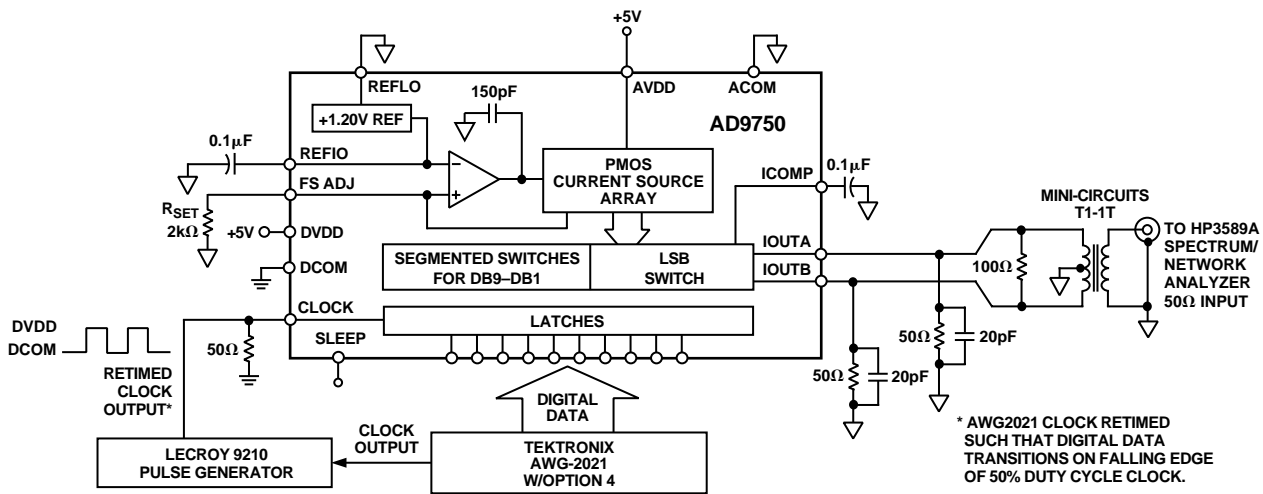 +5V
REFLO
AVDD
ACOM
150pF
+1.20V REF
AD9750
0.1µF
REFIO
–
+
PMOS
CURRENT SOURCE
ARRAY
ICOMP
0.1µF
FS ADJ
RSET
2kΩ
+5V
DVDD
DCOM
MINI-CIRCUITS
T1-1T
TO HP3589A
SPECTRUM/
NETWORK
ANALYZER
50Ω INPUT
SEGMENTED SWITCHES
FOR DB9–DB1
LSB
SWITCH
IOUTA
IOUTB
100Ω
CLOCK
LATCHES
DVDD
DCOM
50Ω
SLEEP
50Ω
20pF
50Ω
20pF
RETIMED
CLOCK
OUTPUT*
DIGITAL
DATA
CLOCK
OUTPUT
LECROY 9210
PULSE GENERATOR
TEKTRONIX
AWG-2021
W/OPTION 4
* AWG2021 CLOCK RETIMED
SUCH THAT DIGITAL DATA
TRANSITIONS ON FALLING EDGE
OF 50% DUTY CYCLE CLOCK.